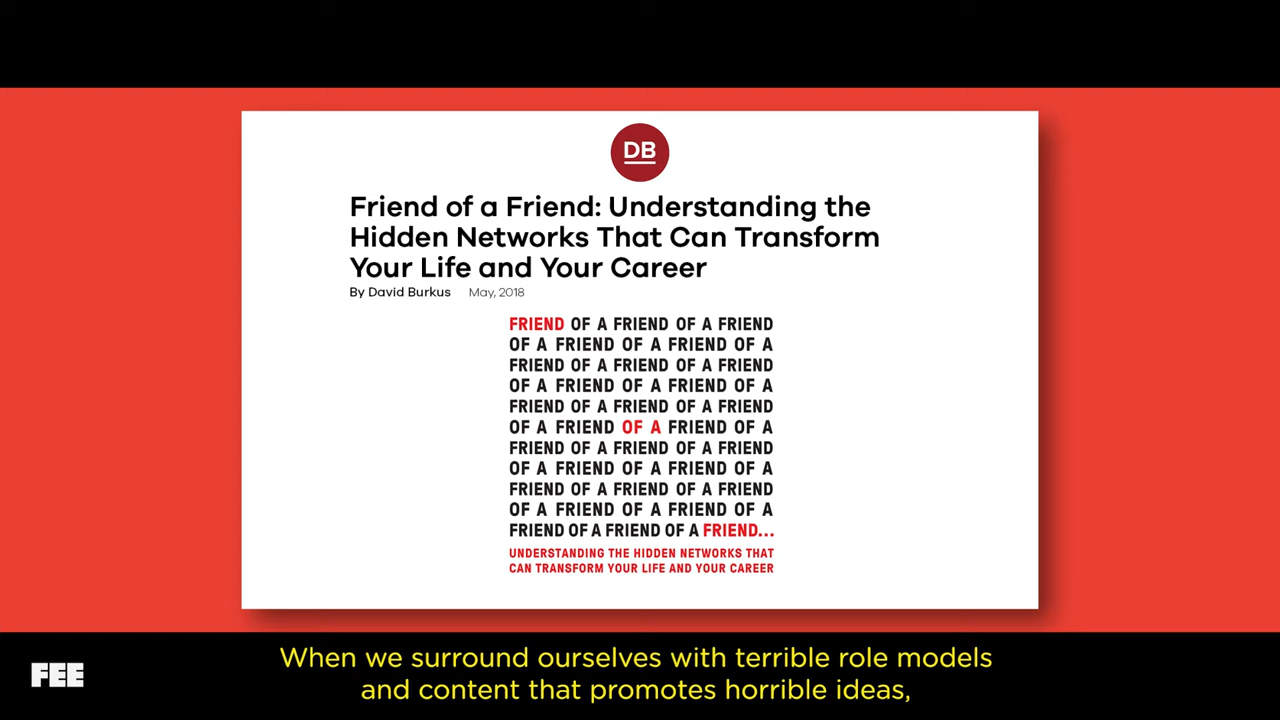 DB
Friend of a Friend: Understanding the
Hidden Networks That Can Transform
Your Life and Your Career
By David Burkus May, 2018
FRIEND OF A FRIEND OF A FRIEND
OF A FRIEND OF A FRIEND OF A
FRIEND OF A FRIEND OF A FRIEND
OF A FRIEND OF A FRIEND OF A
FRIEND OF A FRIEND OF A FRIEND
OF A FRIEND OF A FRIEND OF A
FRIEND OF A FRIEND OF A FRIEND
OF A FRIEND OF A FRIEND OF A
FRIEND OF A FRIEND OF A FRIEND
OF A FRIEND OF A FRIEND OF A
FRIEND OF A FRIEND OF A FRIEND...
UNDERSTANDING THE HIDDEN NETWORKS THAT
CAN TRANSFORM YOUR LIFE AND YOUR CAREER
When we surround ourselves with terrible role models
and content that promotes horrible ideas,
FEE